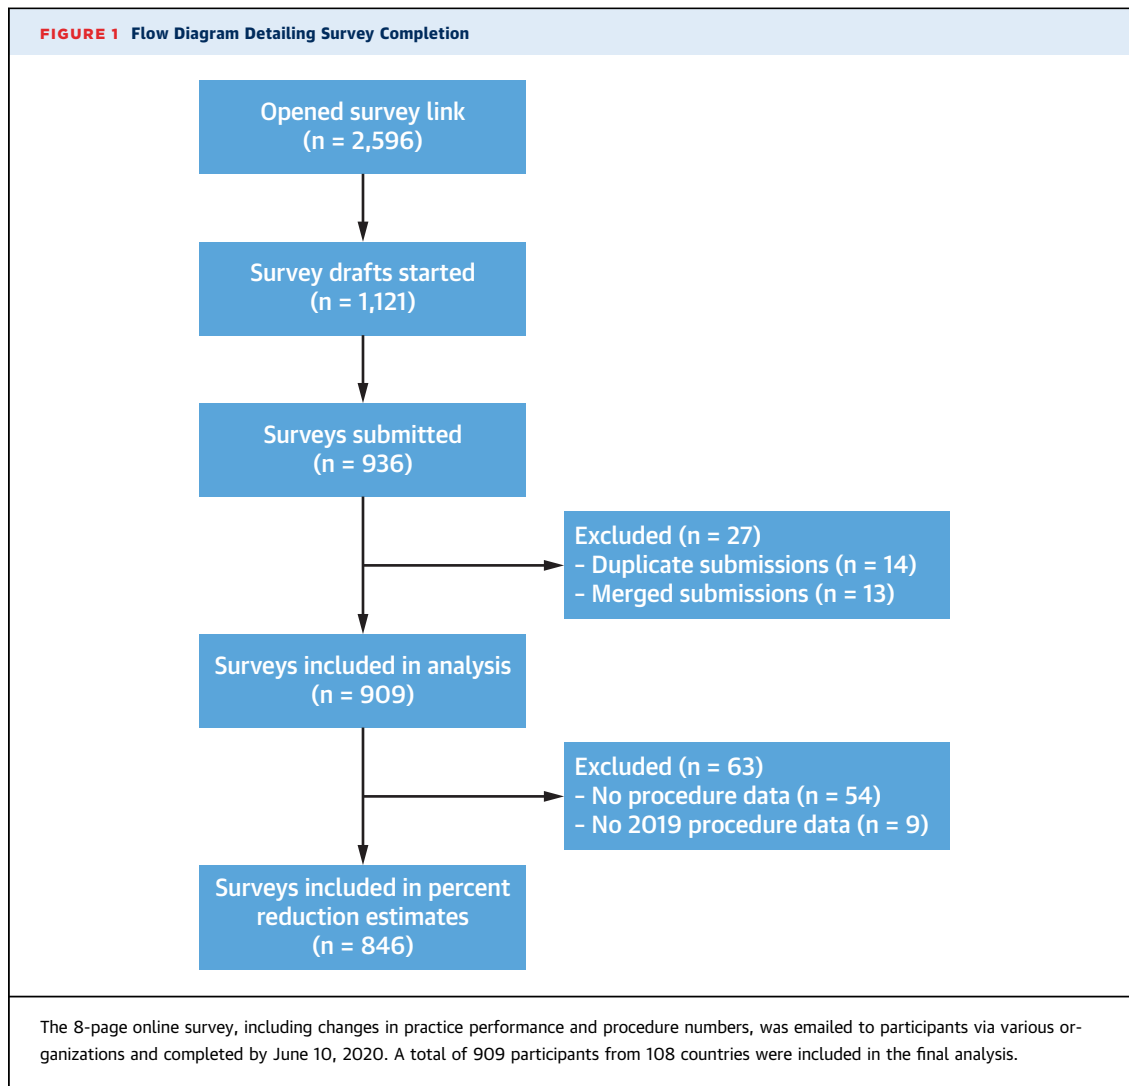 FIGURE 1 Flow Diagram Detailing Survey Completion
Opened survey link
(n = 2,596)
Survey drafts started
(n = 1,121)
Surveys submitted
(n = 936)
Excluded (n = 27)
- Duplicate submissions (n = 14)
- Merged submissions (n = 13)
Surveys included in analysis
(n = 909)
Excluded (n = 63)
- No procedure data (n = 54)
- No 2019 procedure data (n = 9)
Surveys included in percent
reduction estimates
(n = 846)
The 8-page online survey, including changes in practice performance and procedure numbers, was emailed to participants via various or-
ganizations and completed by June 10, 2020. A total of 909 participants from 108 countries were included in the final analysis.